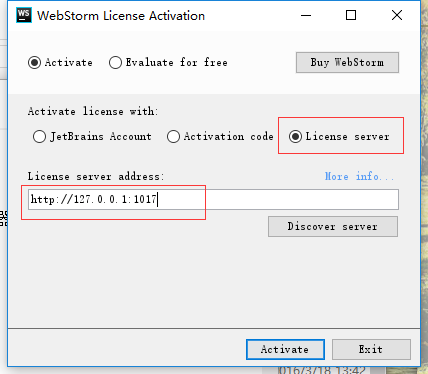 WS WebStorm License Activation
Activate Evaluate for free Buy WebStorm
Activate license with:
JetBrains Account Activation code License server
License server address: More info...
http://127.0.0.1:1017
Discover server
Activate Exit
016/3/18 13:42